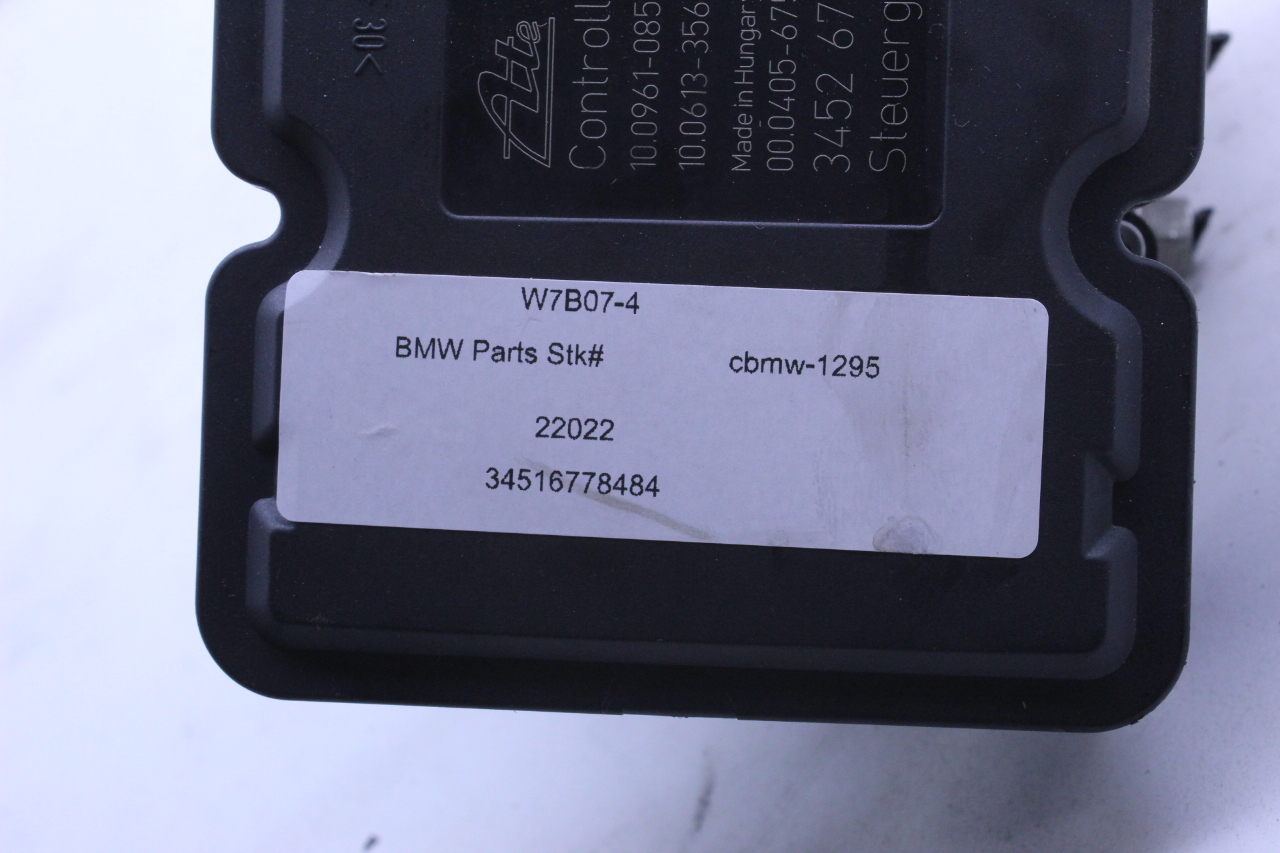 30<
Ate
Controll
10.0961-085
10.0613-356
Made in Hungary
00.0405-675
3452 67
Steuerg
W7B07-4
BMW Parts Stk# cbmw-1295
22022
34516778484